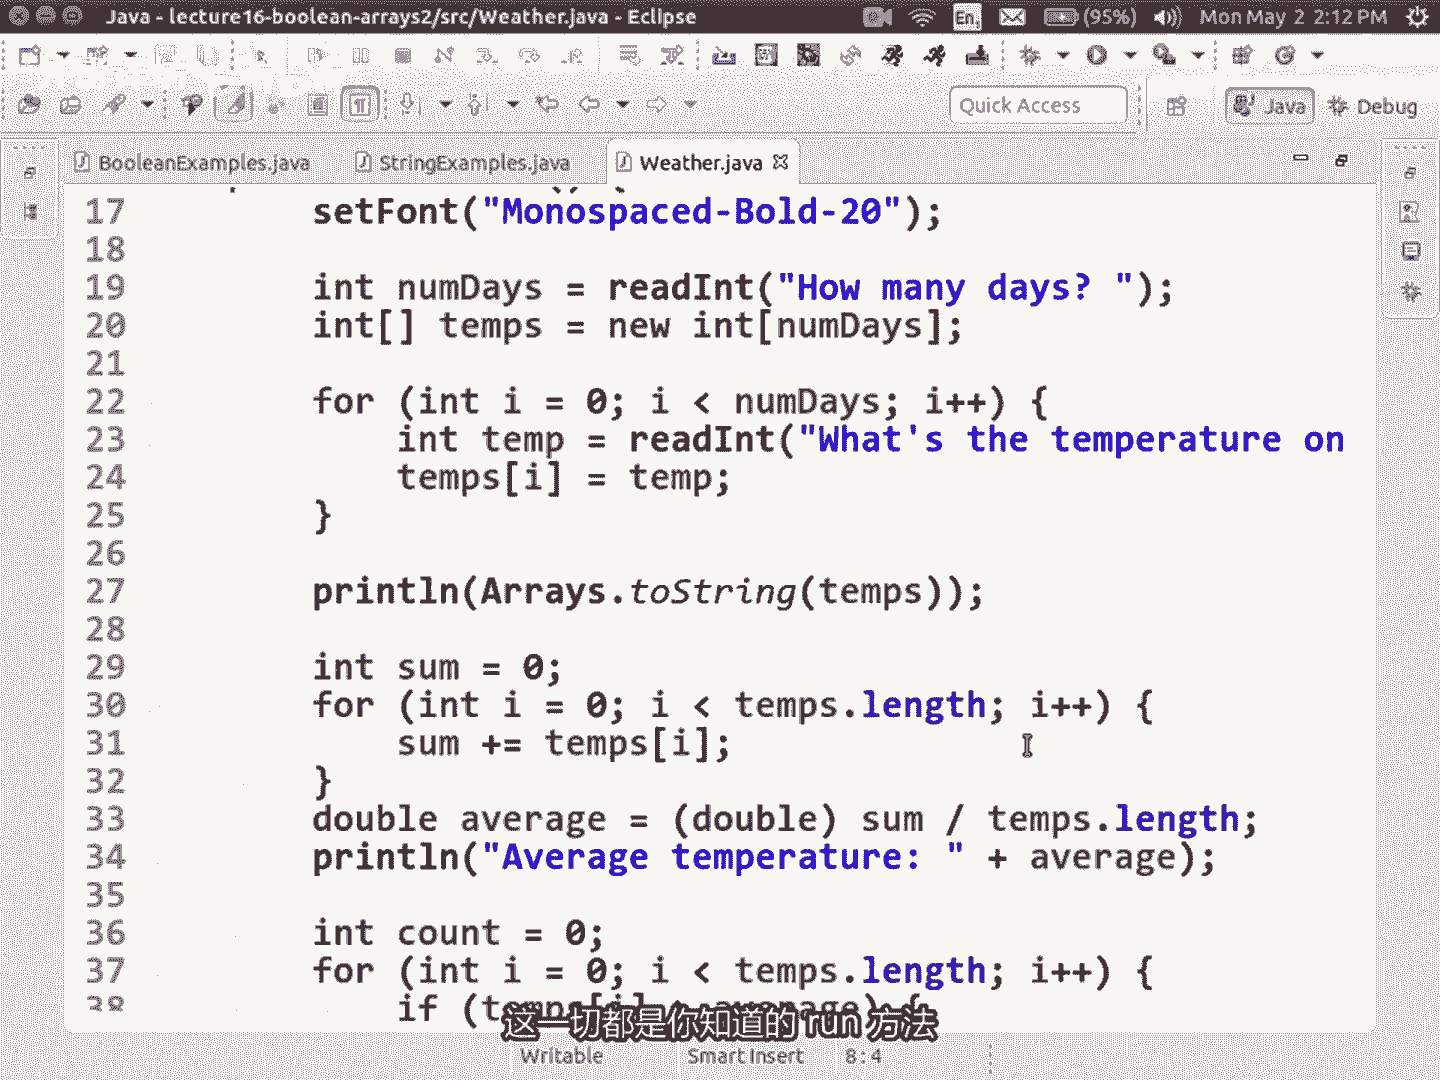 Java - lecture16-boolean-arrays2/src/Weather.java - Eclipse
En (95%) Mon May 2 2:12 PM
Quick Access Java Debug
BooleanExamples.java StringExamples.java Weather.java
17 setFont("Monospaced-Bold-20");
18
19 int numDays = readInt("How many days? ");
20 int[] temps = new int[numDays];
21
22 for (int i = 0; i < numDays; i++) {
23 int temp = readInt("What's the temperature on
24 temps[i] = temp;
25 }
26
27 println(Arrays.toString(temps));
28
29 int sum = 0;
30 for (int i = 0; i < temps.length; i++) {
31 sum += temps[i];
32 }
33 double average = (double) sum / temps.length;
34 println("Average temperature: " + average);
35
36 int count = 0;
37 for (int i = 0; i < temps.length; i++) {
38 if (temps[i] average) {
这一切都是你知道的 run 方法
Writable Smart Insert 8:4